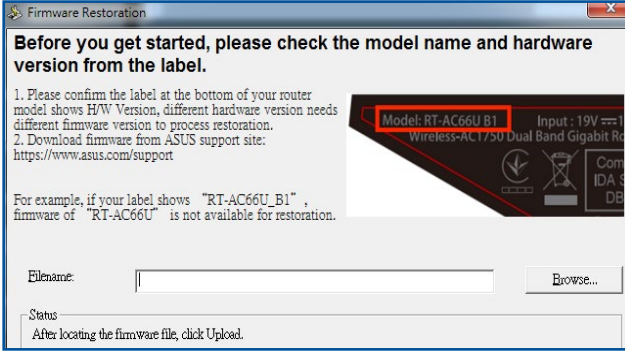 Firmware Restoration
Before you get started, please check the model name and hardware
version from the label.
1. Please confirm the label at the bottom of your router
model shows H/W Version, different hardware version needs
different firmware version to process restoration.
2. Download firmware from ASUS support site:
https://www.asus.com/support
For example, if your label shows “RT-AC66U_B1”,
firmware of “RT-AC66U” is not available for restoration.
Model: RT-AC66U B1 Input : 19V
Wireless-AC1750 Dual Band Gigabit Ro
Com
IDA S
DB
Filename:
Browse...
Status
After locating the firmware file, click Upload.